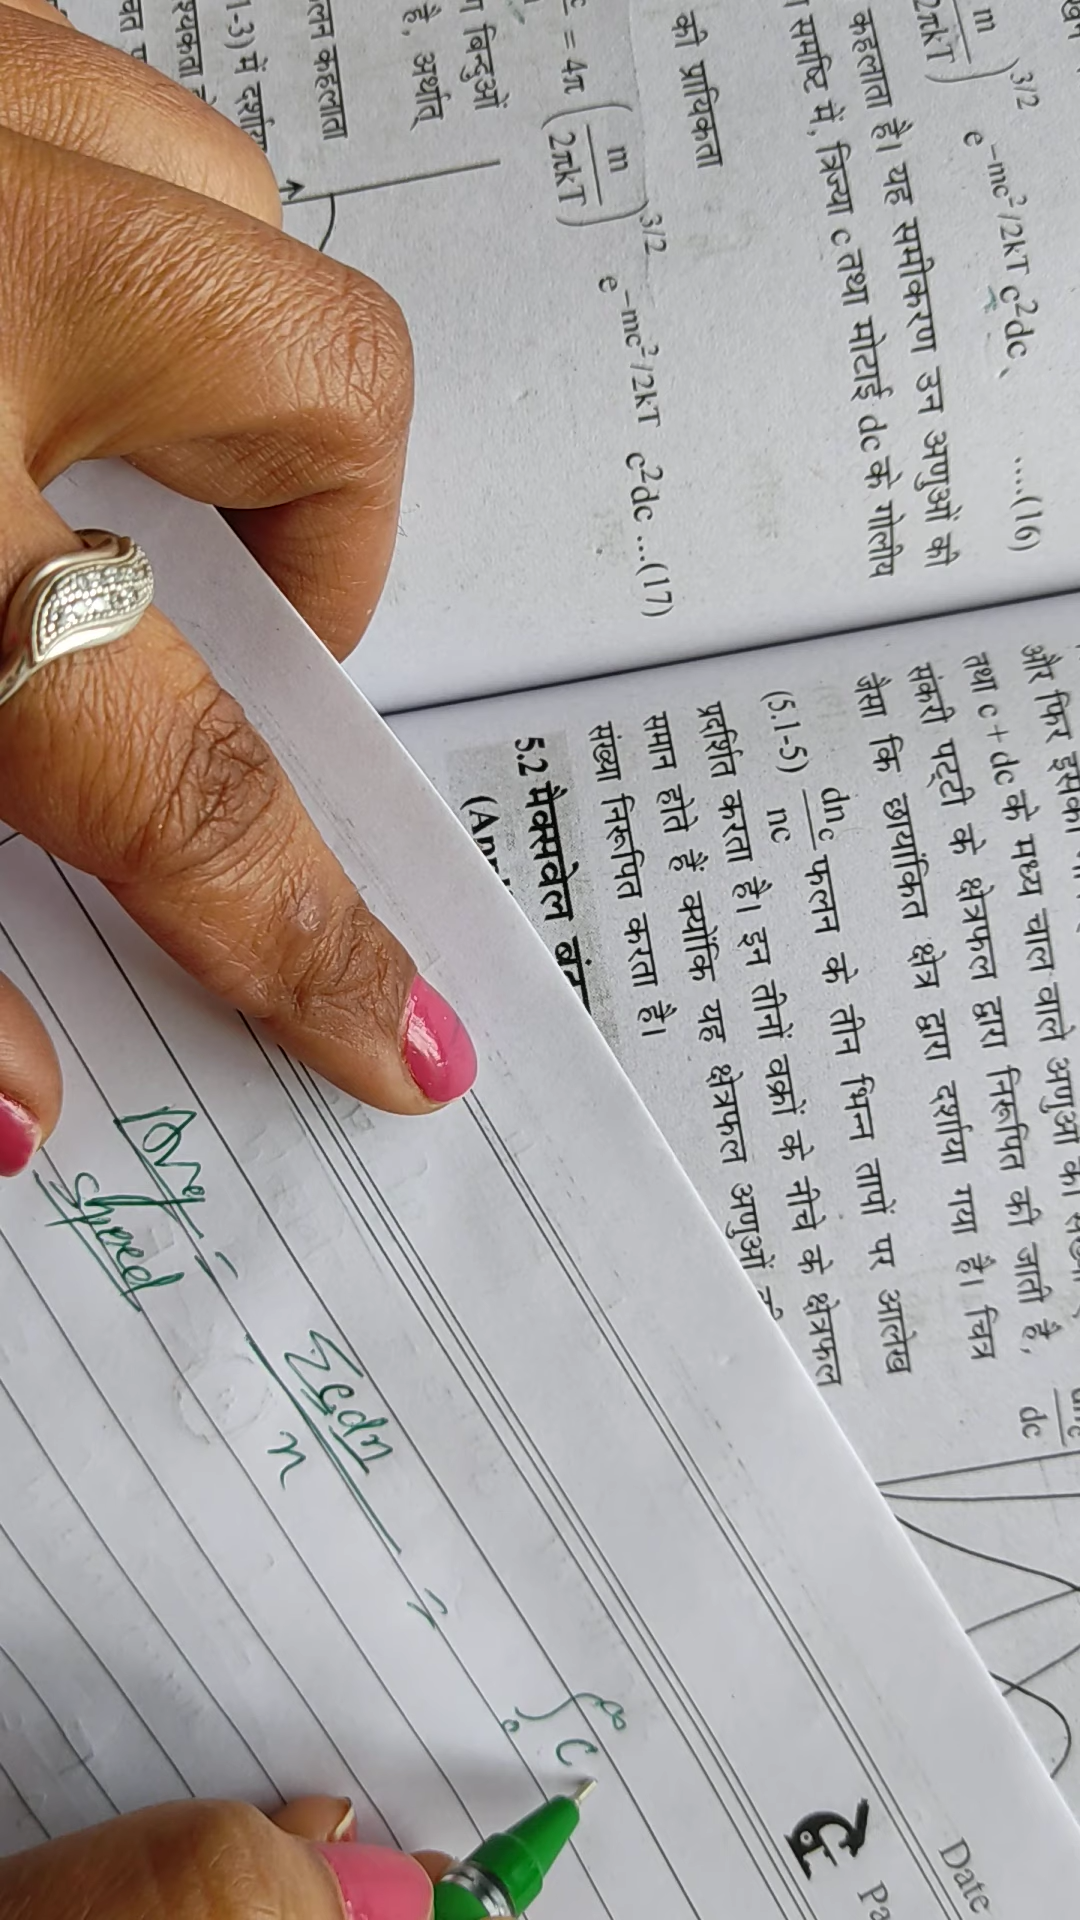 m
2πkT
3/2
e^-mc²/2kT c²dc, .....(16)
कहलाता है। यह समीकरण उन अणुओं की
समष्टि में, त्रिज्या c तथा मोटाई dc के गोलीय
की प्रायिकता
= 4π (m/2πkT)^3/2 e^-mc²/2kT c²dc ...(17)
बिन्दुओं
है, अर्थात्
कहलाता
1-3) में
और फिर इसका
तथा c + dc के मध्य चाल वाले अणुओं की
संकरी पट्टी के क्षेत्रफल द्वारा निरूपित की जाती है,
जैसा कि छायांकित क्षेत्र द्वारा दर्शाया गया है। चित्र
(5.1-5) dnc/nc फलन के तीन भिन्न तापों पर आलेख
प्रदर्शित करता है। इन तीनों वक्रों के नीचे के क्षेत्रफल
समान होते हैं क्योंकि यह क्षेत्रफल अणुओं की
संख्या निरूपित करता है।
5.2 मैक्सवेल
dc
Date
Avg. speed = Σcdn/n = ∫₀^∞ c